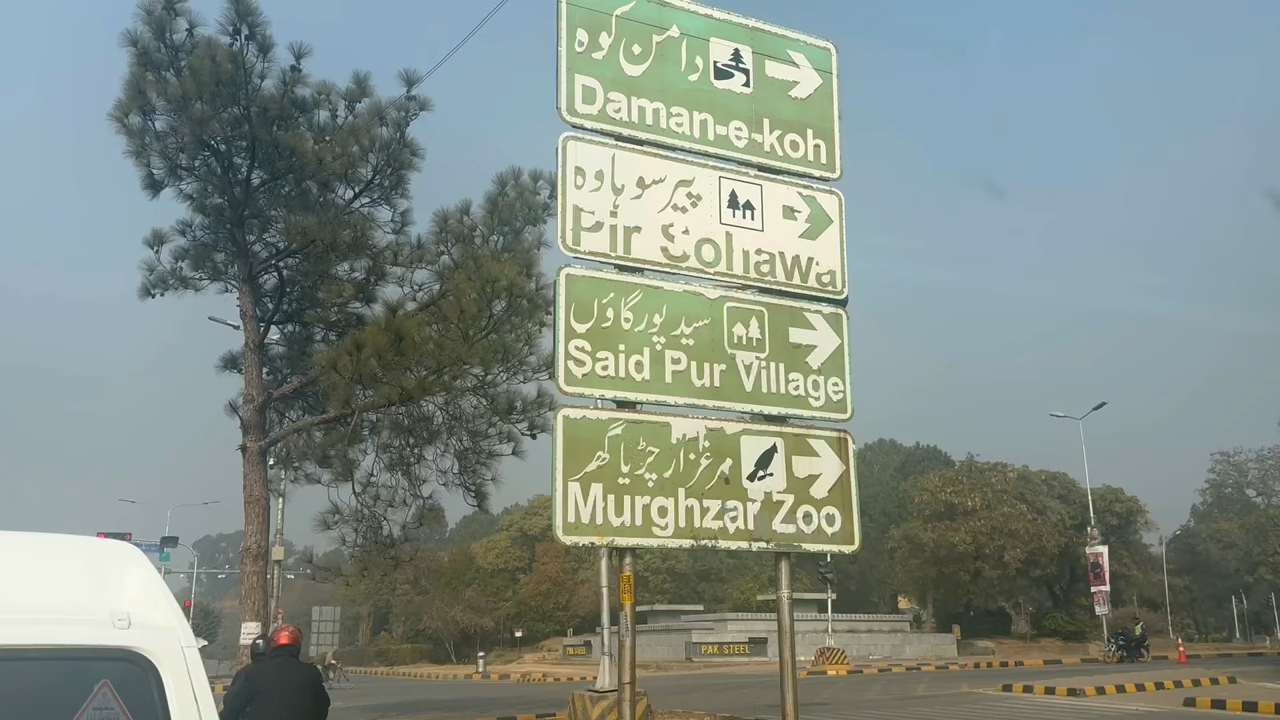 دامن کوہ
Daman-e-koh
پیر سوہاوہ
Pir Sohawa
سید پور گاؤں
Said Pur Village
مرغزار چڑیا گھر
Murghzar Zoo
PAK STEEL